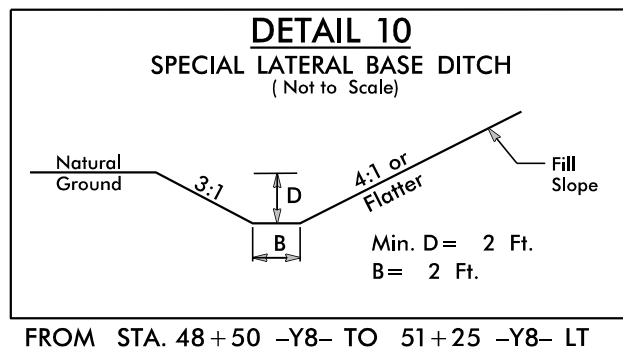 DETAIL 10
SPECIAL LATERAL BASE DITCH
( Not to Scale)
Natural
Ground
3:1
D
4:1 or
Flatter
Fill
Slope
B
Min. D = 2 Ft.
B= 2 Ft.
FROM STA. 48+50 -Y8- TO 51+25 -Y8- LT